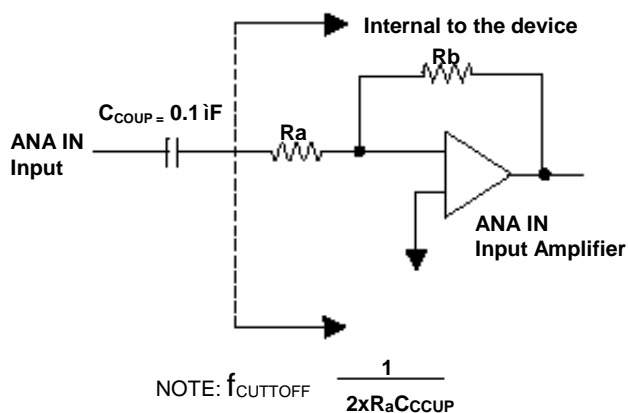 Internal to the device
Rb
CCOUP = 0.1 ìF
Ra
ANA IN
Input
ANA IN
Input Amplifier
NOTE: fCUTTOFF 1
2xRaCCCUP